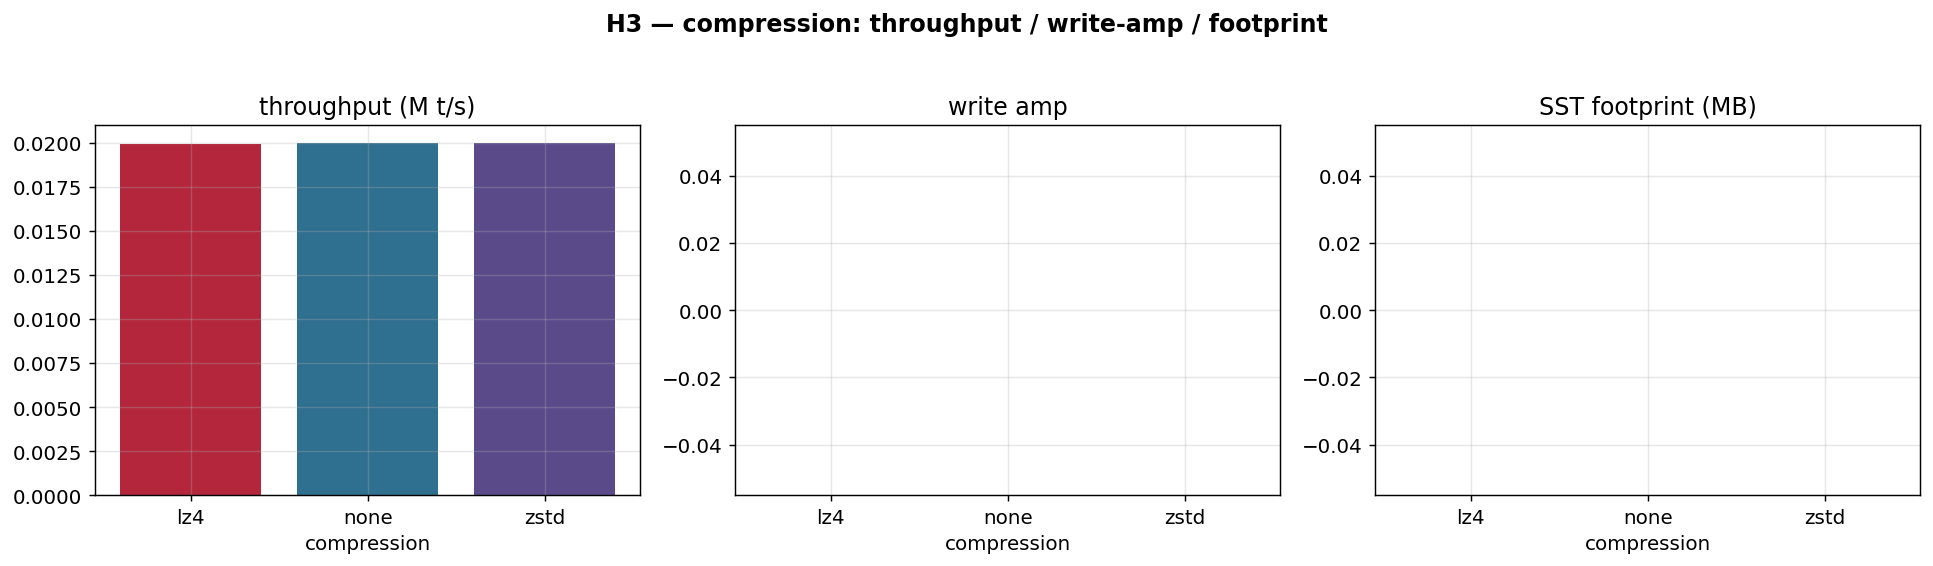 H3 — compression: throughput / write-amp / footprint
throughput (M t/s)
0.0200
0.0175
0.0150
0.0125
0.0100
0.0075
0.0050
0.0025
0.0000
lz4 none zstd
compression
write amp
0.04
0.02
0.00
−0.02
−0.04
lz4 none zstd
compression
SST footprint (MB)
0.04
0.02
0.00
−0.02
−0.04
lz4 none zstd
compression